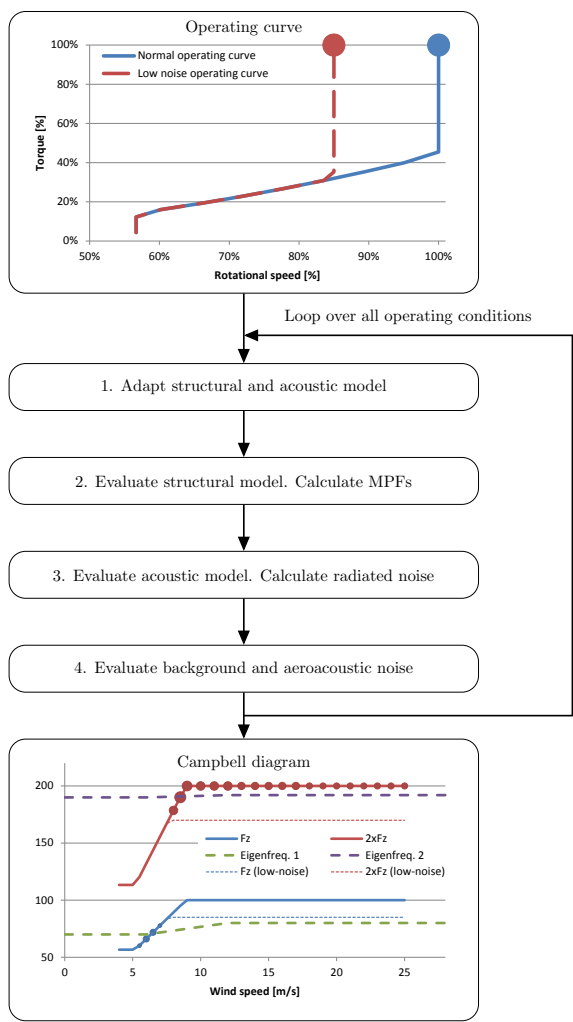 Operating curve
100%
80%
60%
40%
20%
0%
Torque [%]
Normal operating curve
Low noise operating curve
50% 60% 70% 80% 90% 100%
Rotational speed [%]
Loop over all operating conditions
1. Adapt structural and acoustic model
2. Evaluate structural model. Calculate MPFs
3. Evaluate acoustic model. Calculate radiated noise
4. Evaluate background and aeroacoustic noise
Campbell diagram
200
150
100
50
Fz 2xFz
Eigenfreq. 1 Eigenfreq. 2
Fz (low-noise) 2xFz (low-noise)
0 5 10 15 20 25
Wind speed [m/s]